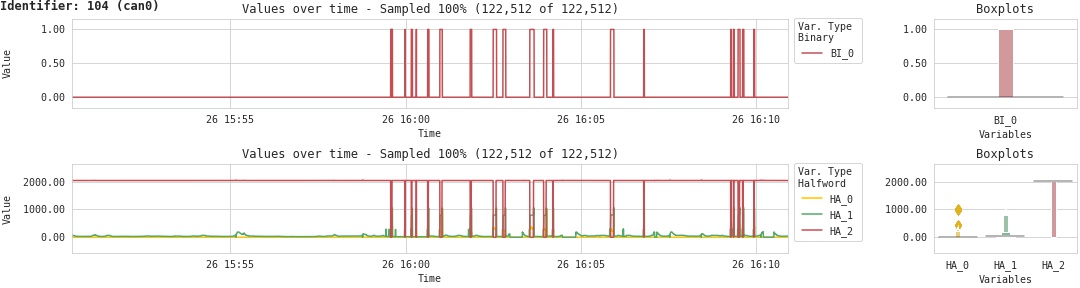 Identifier: 104 (can0)
Values over time - Sampled 100% (122,512 of 122,512)
Boxplots
Value
1.00
0.50
0.00
26 15:55
26 16:00
26 16:05
26 16:10
Time
Var. Type
Binary
BI_0
1.00
0.50
0.00
BI_0
Variables
Values over time - Sampled 100% (122,512 of 122,512)
Boxplots
Value
2000.00
1000.00
0.00
26 15:55
26 16:00
26 16:05
26 16:10
Time
Var. Type
Halfword
HA_0
HA_1
HA_2
2000.00
1000.00
0.00
HA_0
HA_1
HA_2
Variables